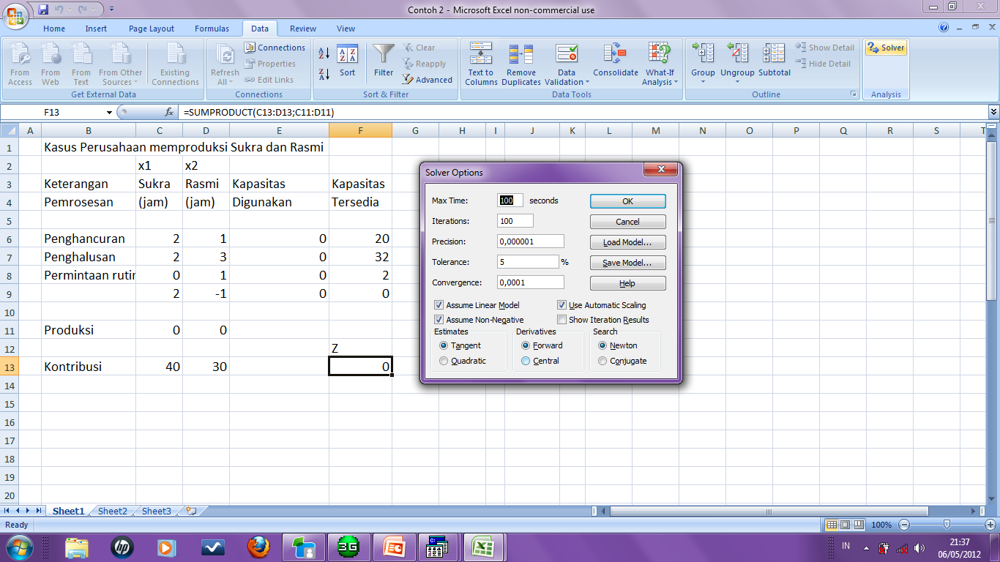 Contoh 2 - Microsoft Excel non-commercial use
Home Insert Page Layout Formulas Data Review View
From Access
From Web
From Text
From Other Sources
Existing Connections
Get External Data
Refresh All
Connections
Properties
Edit Links
Connections
Sort
Filter
Clear
Reapply
Advanced
Sort & Filter
Text to Columns
Remove Duplicates
Data Validation
Consolidate
What-If Analysis
Data Tools
Group
Ungroup
Subtotal
Show Detail
Hide Detail
Outline
Solver
Analysis
F13 fx =SUMPRODUCT(C13:D13;C11:D11)
A B C D E F G H I J K L M N O P Q R S T
1 Kasus Perusahaan memproduksi Sukra dan Rasmi
2 x1 x2
3 Keterangan Sukra Rasmi Kapasitas Kapasitas
4 Pemrosesan (jam) (jam) Digunakan Tersedia
5
6 Penghancuran 2 1 0 20
7 Penghalusan 2 3 0 32
8 Permintaan rutin 0 1 0 2
9 2 -1 0 0
10
11 Produksi 0 0
12 Z
13 Kontribusi 40 30 0
14
15
16
17
18
19
20
Solver Options
Max Time: 100 seconds OK
Iterations: 100 Cancel
Precision: 0,000001 Load Model...
Tolerance: 5 % Save Model...
Convergence: 0,0001 Help
Assume Linear Model Use Automatic Scaling
Assume Non-Negative Show Iteration Results
Estimates Derivatives Search
Tangent Forward Newton
Quadratic Central Conjugate
Sheet1 Sheet2 Sheet3
Ready 100%
hp 3G IN 21:37
06/05/2012